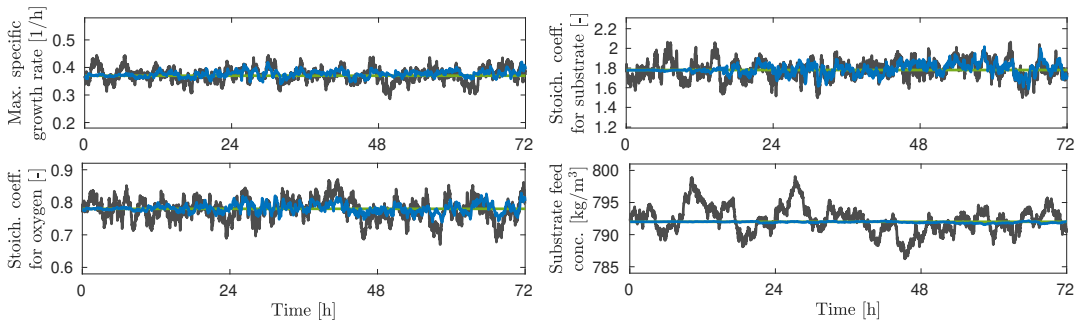 Max. specific
growth rate [1/h]
0.5
0.4
0.3
0.2
0 24 48 72
Stoich. coeff.
for substrate [-]
2.2
2
1.8
1.6
1.4
1.2
0 24 48 72
Stoich. coeff.
for oxygen [-]
0.9
0.8
0.7
0.6
0 24 48 72
Time [h]
Substrate feed
conc. [kg/m³]
800
795
790
785
0 24 48 72
Time [h]